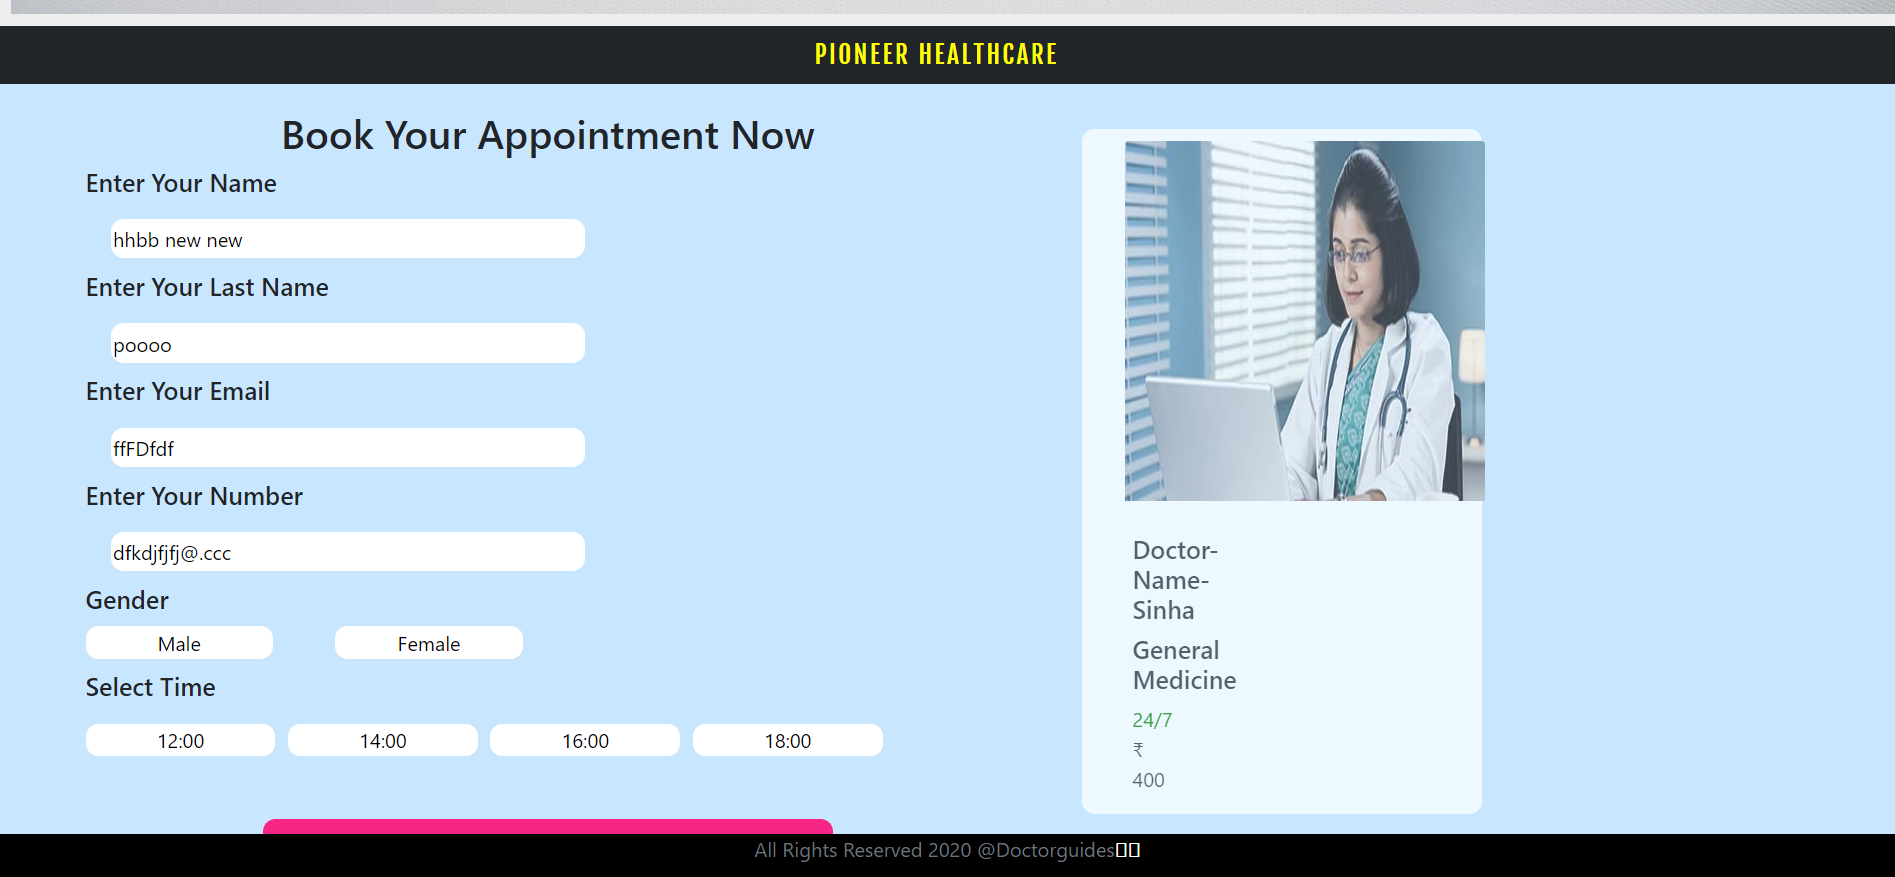 PIONEER HEALTHCARE
Book Your Appointment Now
Enter Your Name
hhbb new new
Enter Your Last Name
poooo
Enter Your Email
ffFDfdf
Enter Your Number
dfkdjfjfj@.ccc
Gender
Male Female
Select Time
12:00 14:00 16:00 18:00
Doctor-
Name-
Sinha
General
Medicine
24/7
₹
400
All Rights Reserved 2020 @Doctorguides